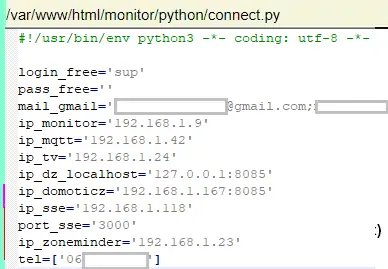 /var/www/html/monitor/python/connect.py
#!/usr/bin/env python3 -*- coding: utf-8 -*-
login_free='sup'
pass_free=''
mail_gmail='@gmail.com;
ip_monitor='192.168.1.9'
ip_mqtt='192.168.1.42'
ip_tv='192.168.1.24'
ip_dz_localhost='127.0.0.1:8085'
ip_domoticz='192.168.1.167:8085'
ip_sse='192.168.1.118'
port_sse='3000'
ip_zoneminder='192.168.1.23' :)
tel=['06']